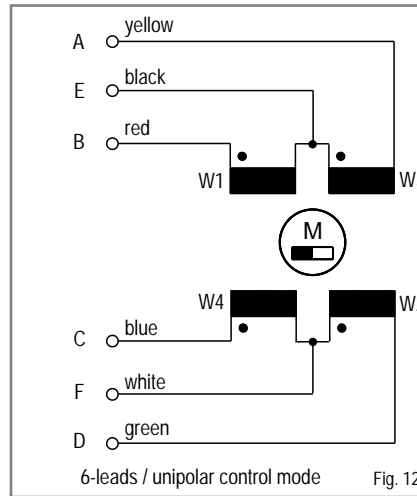 A yellow
E black
B red
W1 W
M
W4 W
C blue
F white
D green
6-leads / unipolar control mode Fig. 12